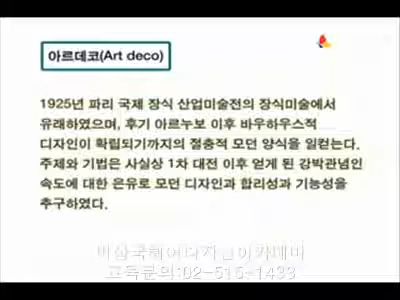 아르데코(Art deco)
1925년 파리 국제 장식 산업미술전의 장식미술에서
유래하였으며, 후기 아르누보 이후 바우하우스적
디자인이 확립되기까지의 절충적 모던 양식을 일컫는다.
주제와 기법은 사실상 1차 대전 이후 얻게 된 강박관념인
속도에 대한 은유로 모던 디자인과 합리성과 기능성을
추구하였다.
교육문의:02-515-1433